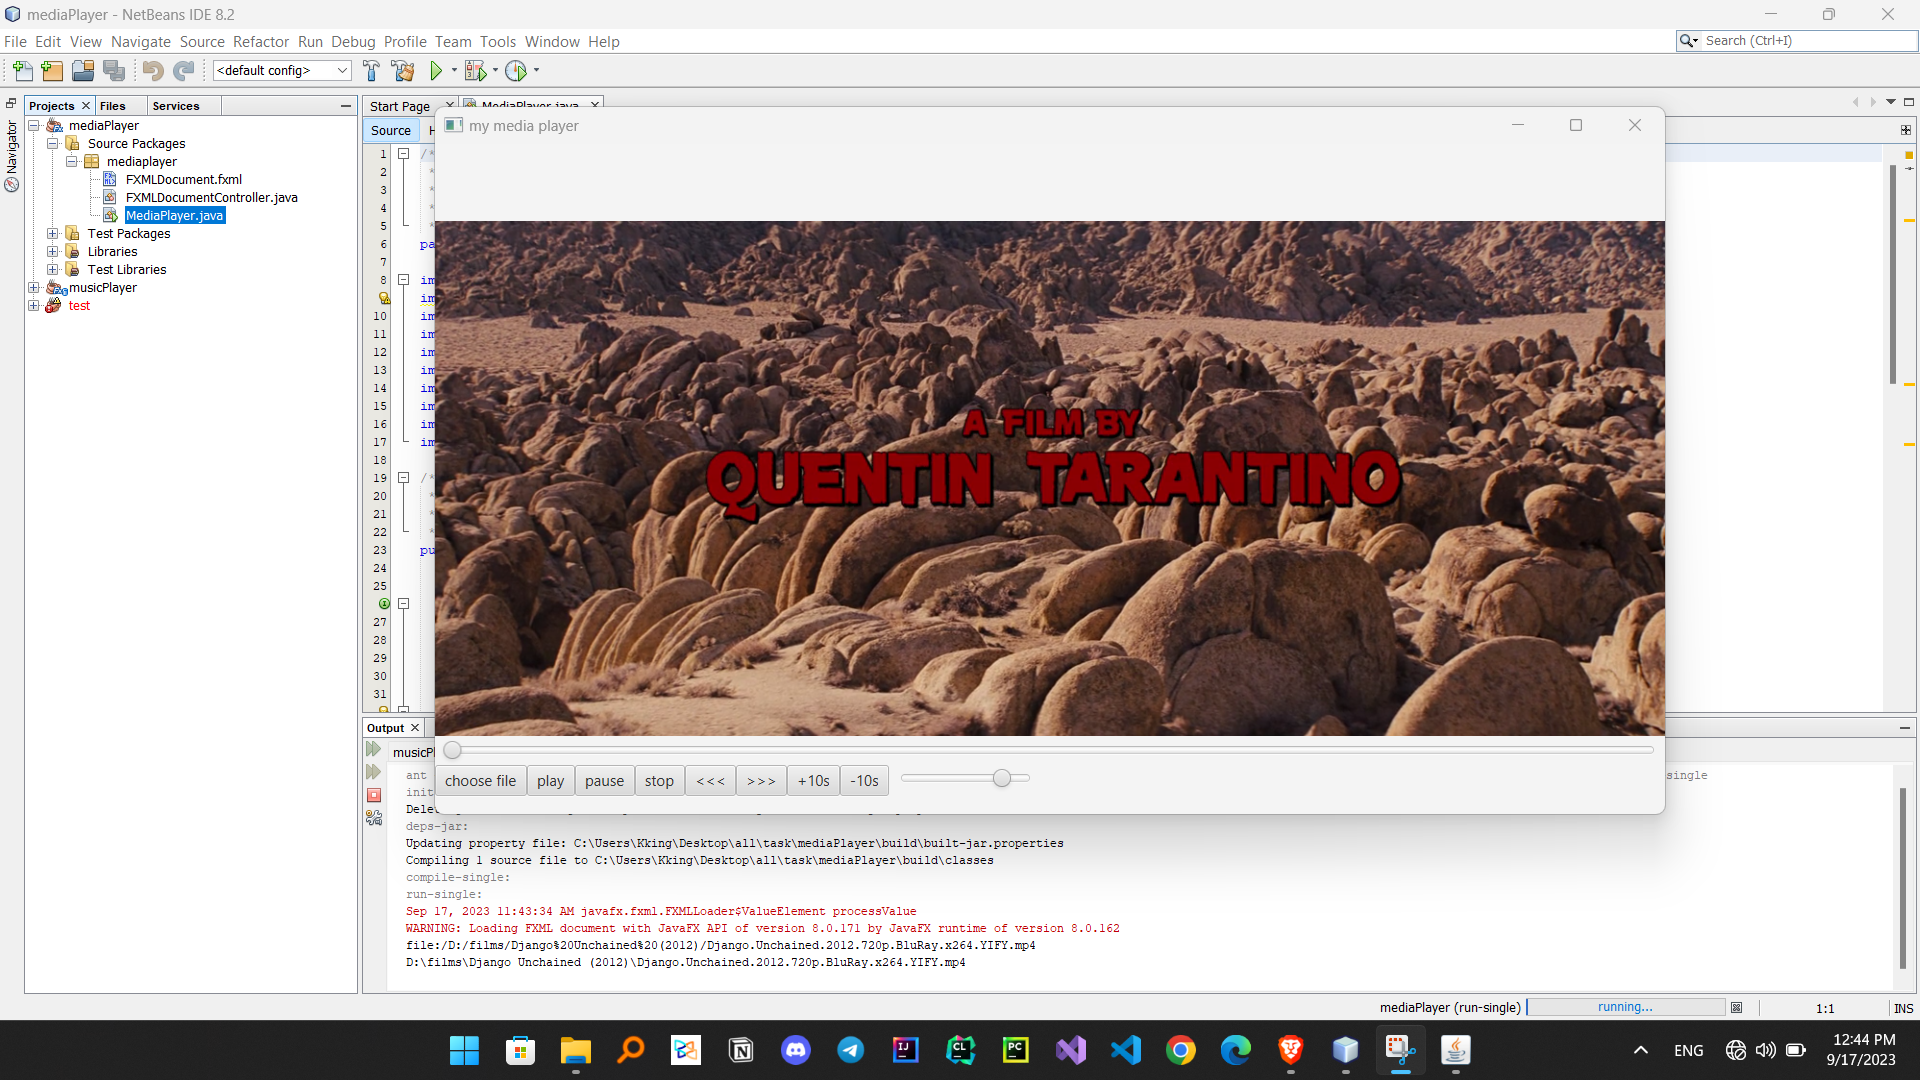 mediaPlayer - NetBeans IDE 8.2
File Edit View Navigate Source Refactor Run Debug Profile Team Tools Window Help
Search (Ctrl+I)
<default config>
Projects Files Services
Start Page MediaPlayer.java
Navigator
mediaPlayer
Source Packages
mediaplayer
FXMLDocument.fxml
FXMLDocumentController.java
MediaPlayer.java
Test Packages
Libraries
Test Libraries
musicPlayer
test
Source H
1 /*
2 *
3 *
4 *
5 *
6 pa
7
8 im
im
10 im
11 im
12 im
13 im
14 im
15 im
16 im
17 im
18
19 /*
20 *
21 *
22 *
23 pu
24
25
27
28
29
30
31
my media player
A FILM BY
QUENTIN TARANTINO
choose file play pause stop <<< >>> +10s -10s
Output
musicP
ant single
init
Dele
deps-jar:
Updating property file: C:\Users\Kking\Desktop\all\task\mediaPlayer\build\built-jar.properties
Compiling 1 source file to C:\Users\Kking\Desktop\all\task\mediaPlayer\build\classes
compile-single:
run-single:
Sep 17, 2023 11:43:34 AM javafx.fxml.FXMLLoader$ValueElement processValue
WARNING: Loading FXML document with JavaFX API of version 8.0.171 by JavaFX runtime of version 8.0.162
file:/D:/films/Django%20Unchained%20(2012)/Django.Unchained.2012.720p.BluRay.x264.YIFY.mp4
D:\films\Django Unchained (2012)\Django.Unchained.2012.720p.BluRay.x264.YIFY.mp4
mediaPlayer (run-single) running... 1:1 INS
IJ CL PC
ENG
12:44 PM
9/17/2023